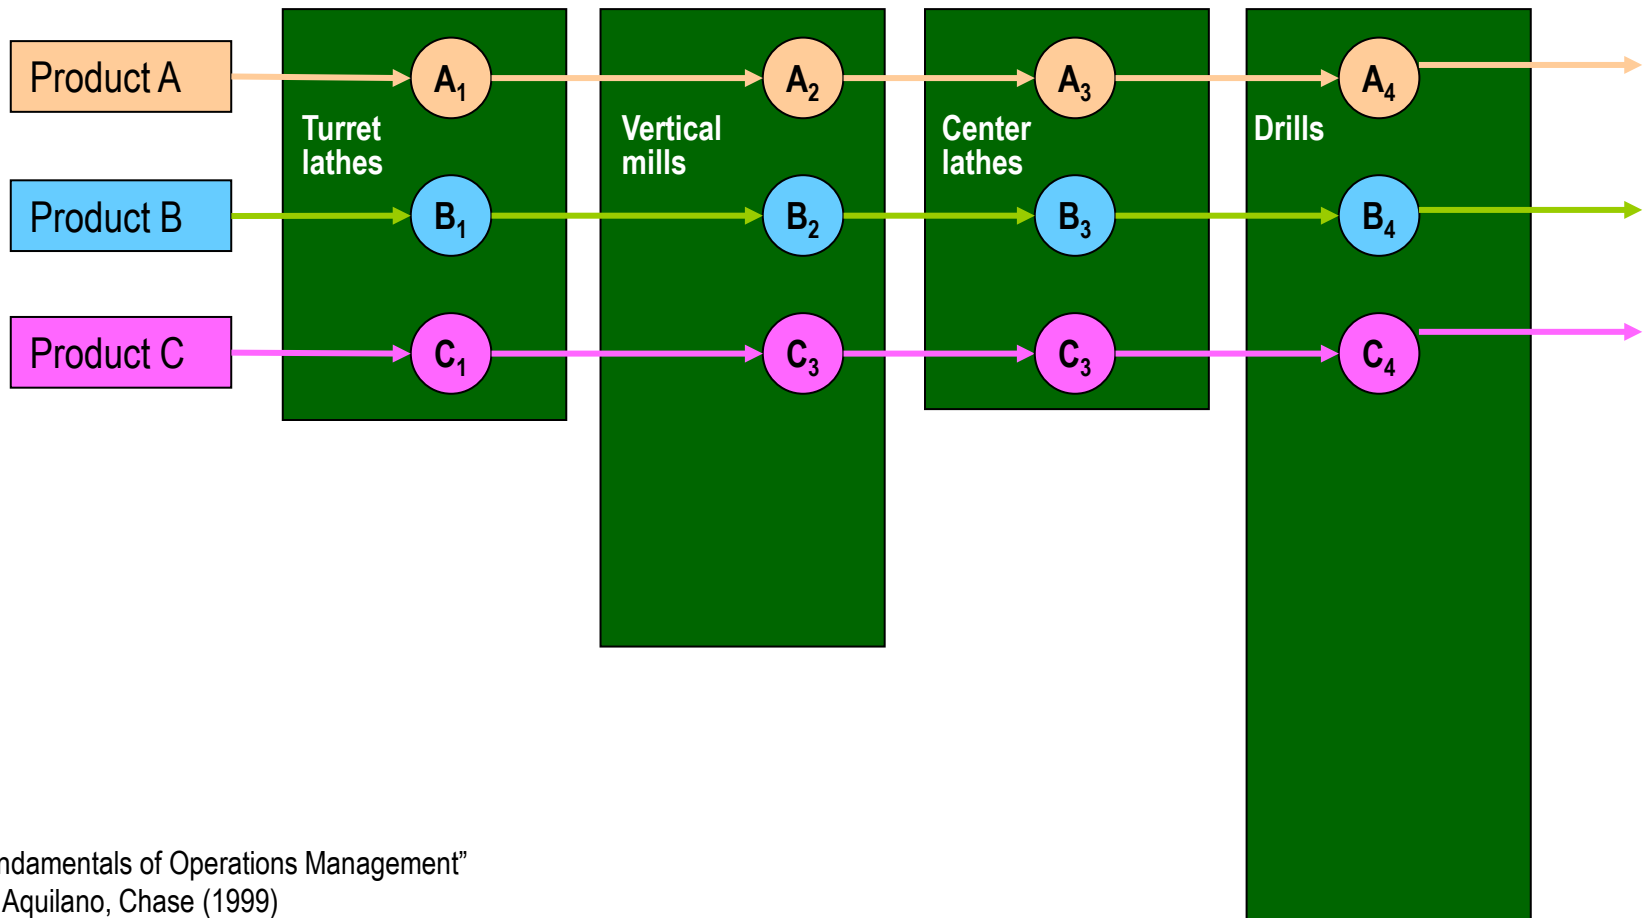 Product A
A1
A2
A3
A4
Turret
lathes
Vertical
mills
Center
lathes
Drills
Product B
B1
B2
B3
B4
Product C
C1
C3
C3
C4
ndamentals of Operations Management”
Aquilano, Chase (1999)